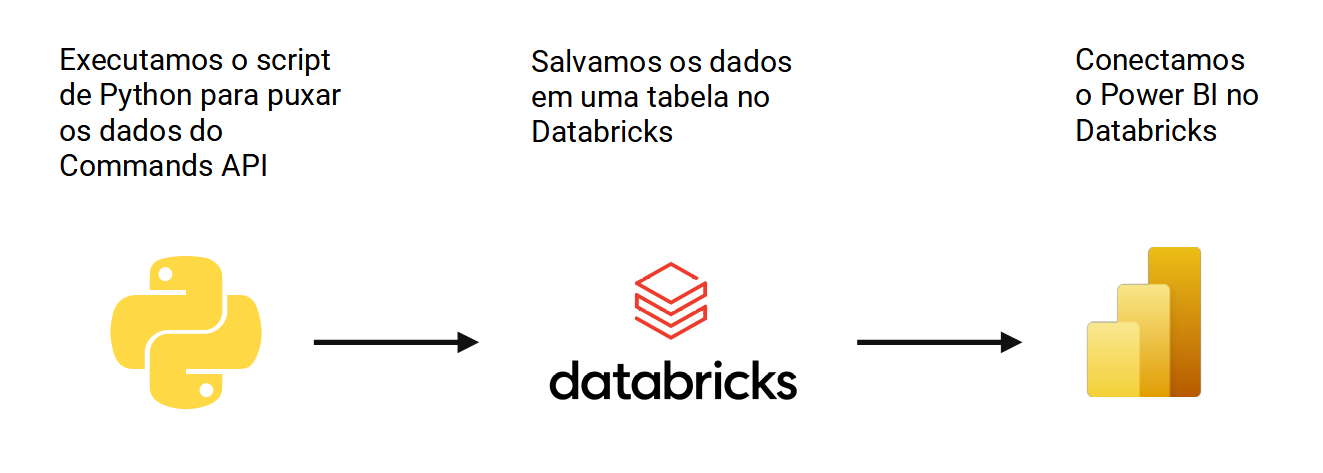 Executamos o script
de Python para puxar
os dados do
Commands API
Salvamos os dados
em uma tabela no
Databricks
Conectamos
o Power BI no
Databricks
databricks